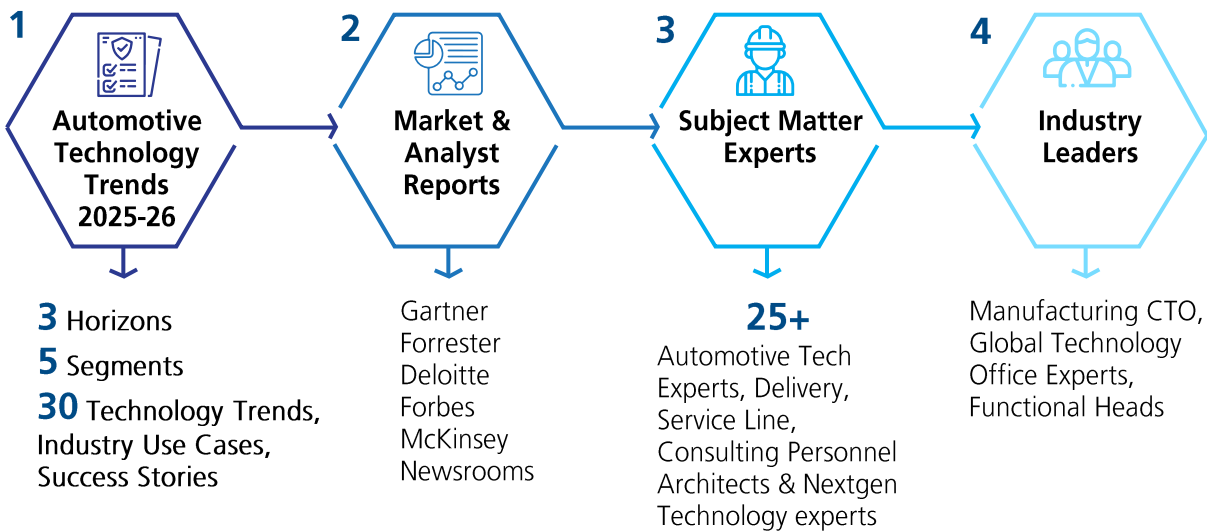 1
Automotive
Technology
Trends
2025-26
3 Horizons
5 Segments
30 Technology Trends,
Industry Use Cases,
Success Stories
2
Market &
Analyst
Reports
Gartner
Forrester
Deloitte
Forbes
McKinsey
Newsrooms
3
Subject Matter
Experts
25+
Automotive Tech
Experts, Delivery,
Service Line,
Consulting Personnel
Architects & Nextgen
Technology experts
4
Industry
Leaders
Manufacturing CTO,
Global Technology
Office Experts,
Functional Heads